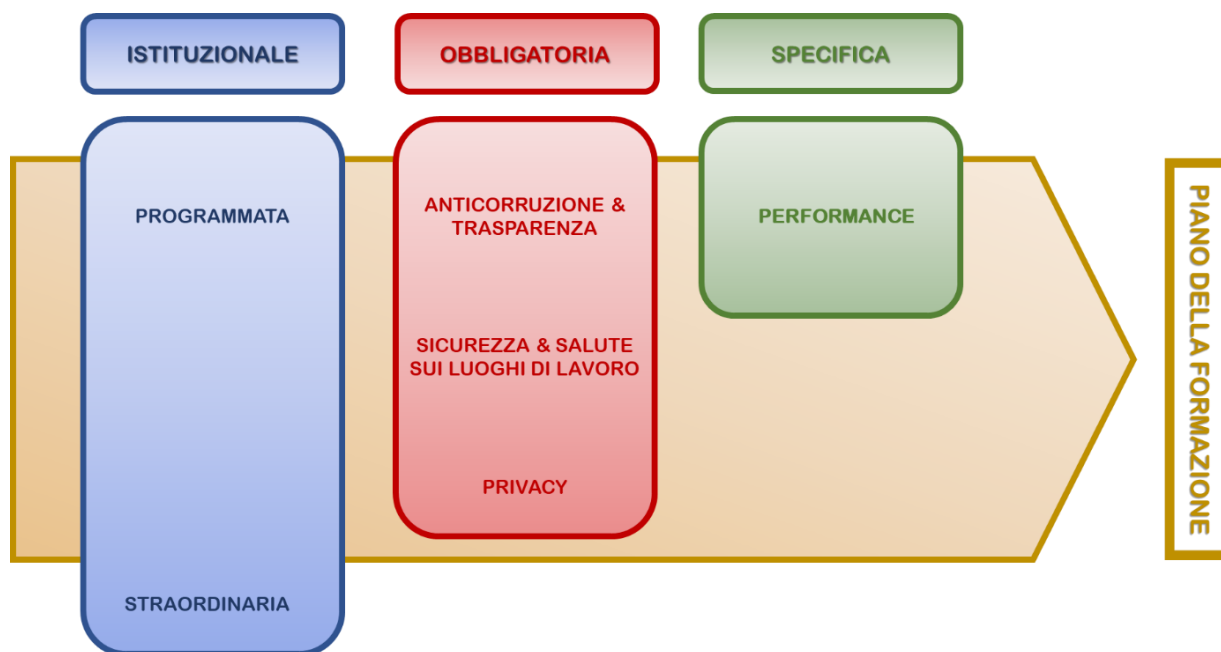 ISTITUZIONALE
OBBLIGATORIA
SPECIFICA
PROGRAMMATA
STRAORDINARIA
ANTICORRUZIONE &
TRASPARENZA
SICUREZZA & SALUTE
SUI LUOGHI DI LAVORO
PRIVACY
PERFORMANCE
PIANO DELLA FORMAZIONE